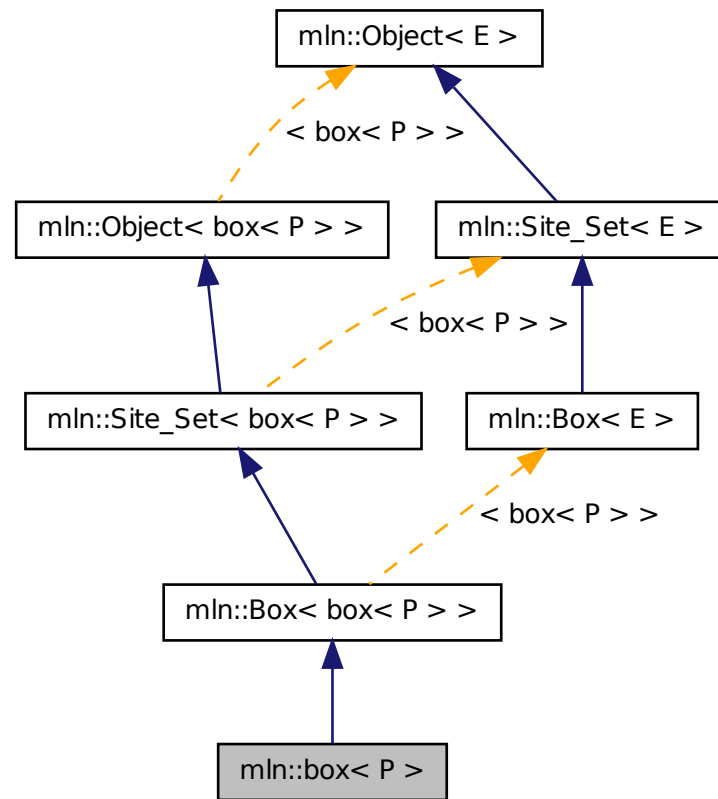 mln::Object< E >
< box< P > >
mln::Object< box< P > >
mln::Site_Set< E >
< box< P > >
mln::Site_Set< box< P > >
mln::Box< E >
< box< P > >
mln::Box< box< P > >
mln::box< P >